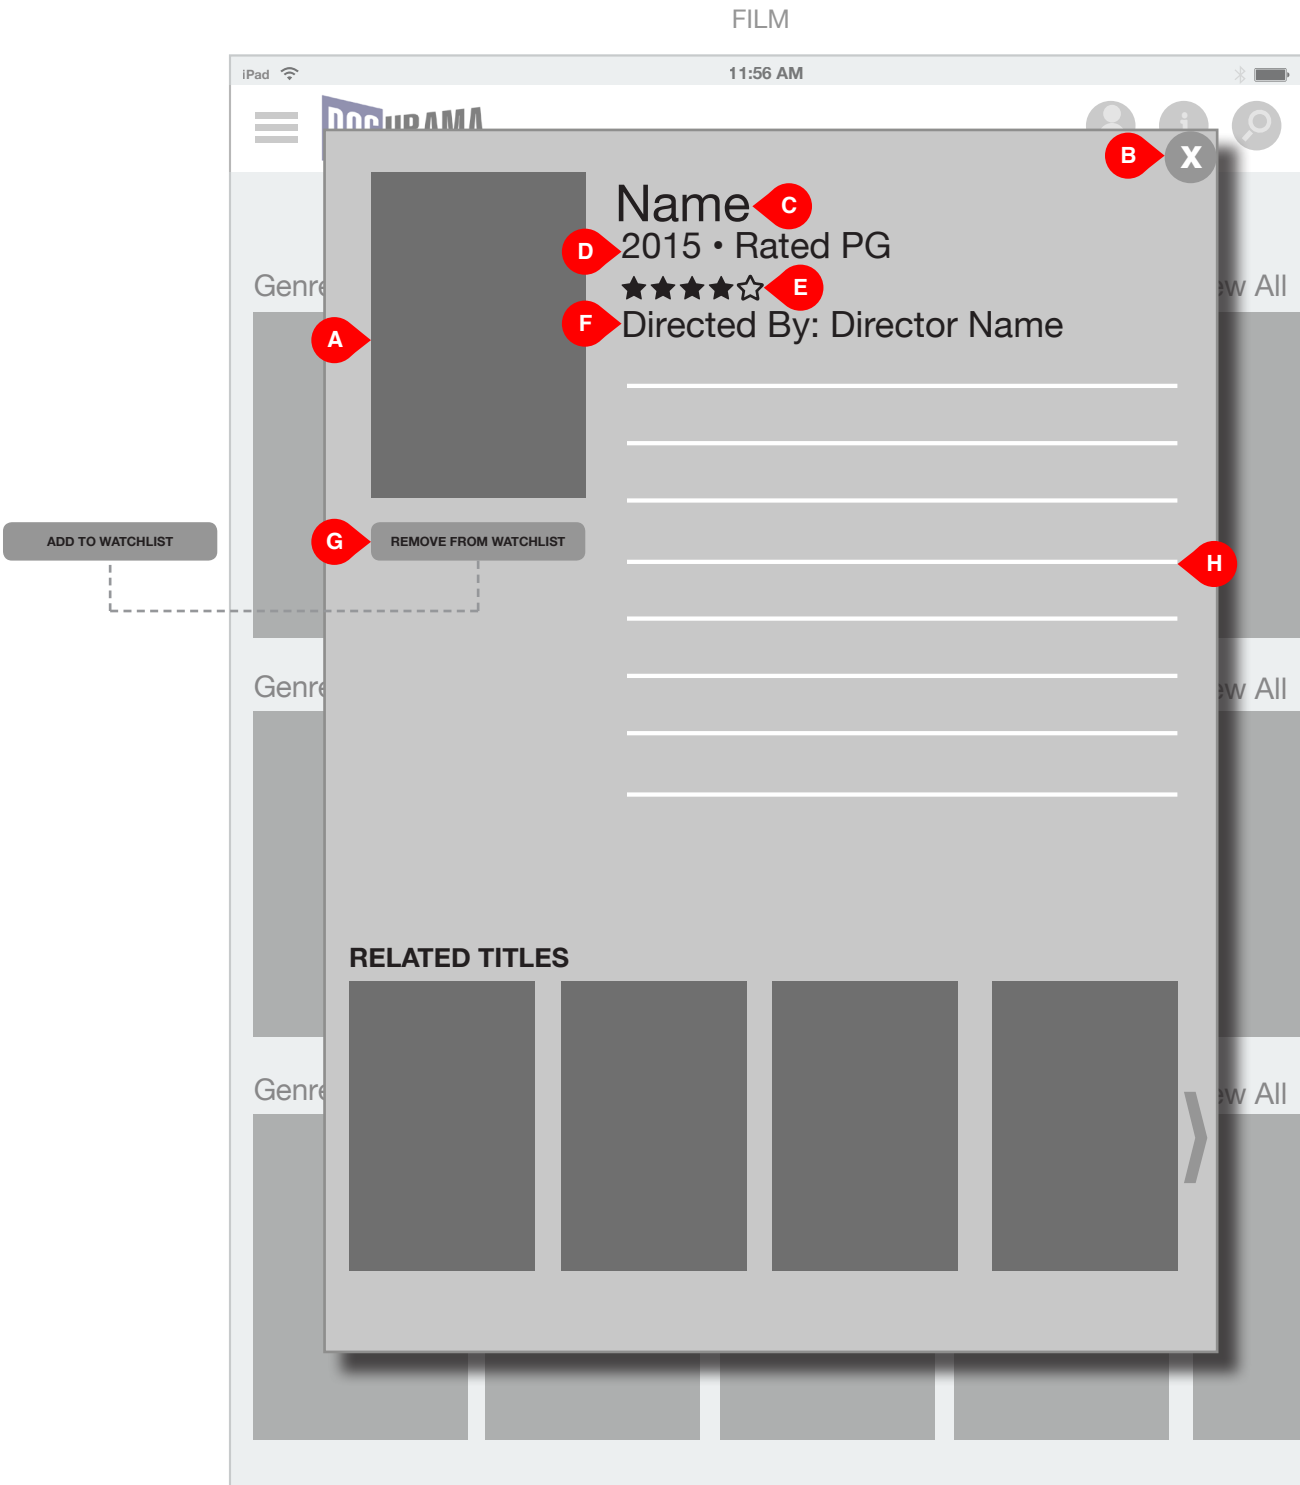 FILM
iPad
11:56 AM
DOCURAMA
B
X
Name
C
D
2015 • Rated PG
E
F
Directed By: Director Name
A
Genre
ew All
ADD TO WATCHLIST
G
REMOVE FROM WATCHLIST
H
Genre
ew All
RELATED TITLES
Genre
ew All